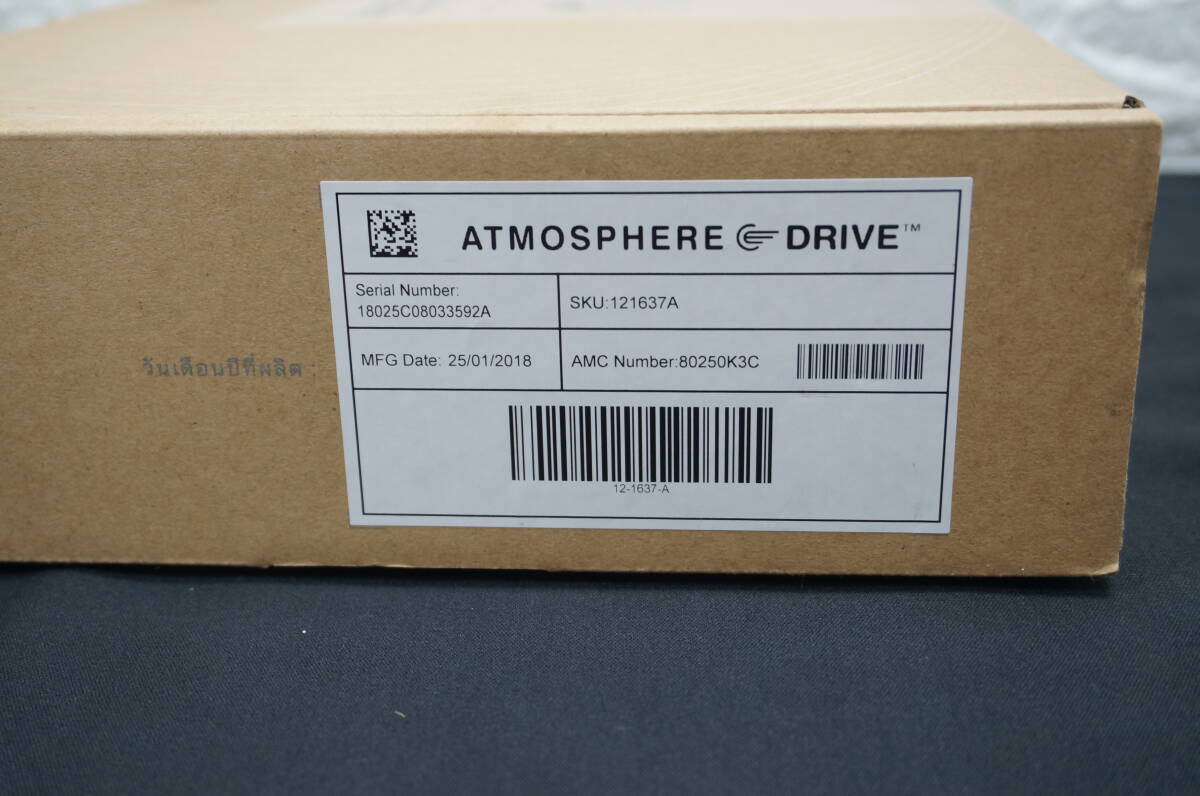 ATMOSPHERE DRIVE™
Serial Number:
18025C08033592A
SKU:121637A
วันเดือนปีที่ผลิต :
MFG Date: 25/01/2018
AMC Number:80250K3C
12-1637-A